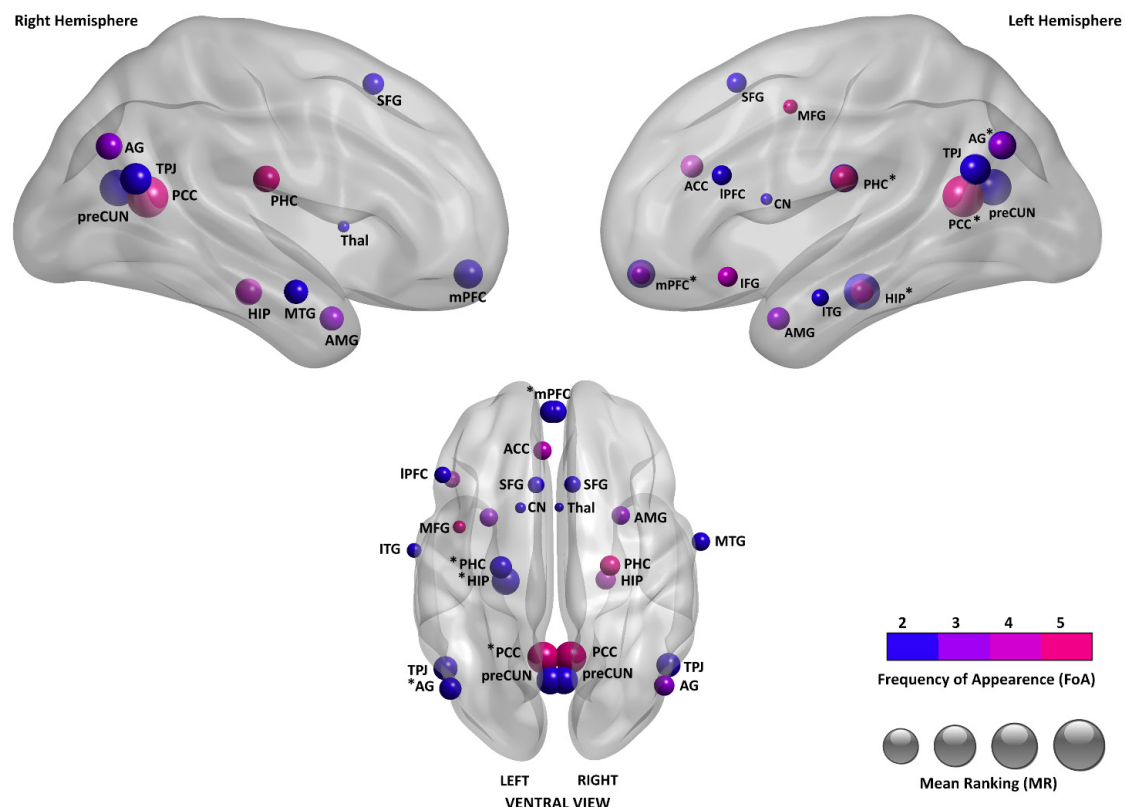 Right Hemisphere
Left Hemisphere
SFG
AG
TPJ
PCC
preCUN
PHC
Thal
mPFC
HIP
MTG
AMG
SFG
MFG
AG*
TPJ
ACC
lPFC
PHC*
CN
preCUN
PCC*
mPFC*
IFG
HIP*
ITG
AMG
*mPFC
ACC
lPFC
SFG
SFG
CN
Thal
AMG
MFG
MTG
ITG
*PHC
PHC
*HIP
HIP
*PCC
PCC
TPJ
preCUN
preCUN
TPJ
*AG
AG
LEFT
RIGHT
VENTRAL VIEW
2 3 4 5
Frequency of Appearence (FoA)
Mean Ranking (MR)